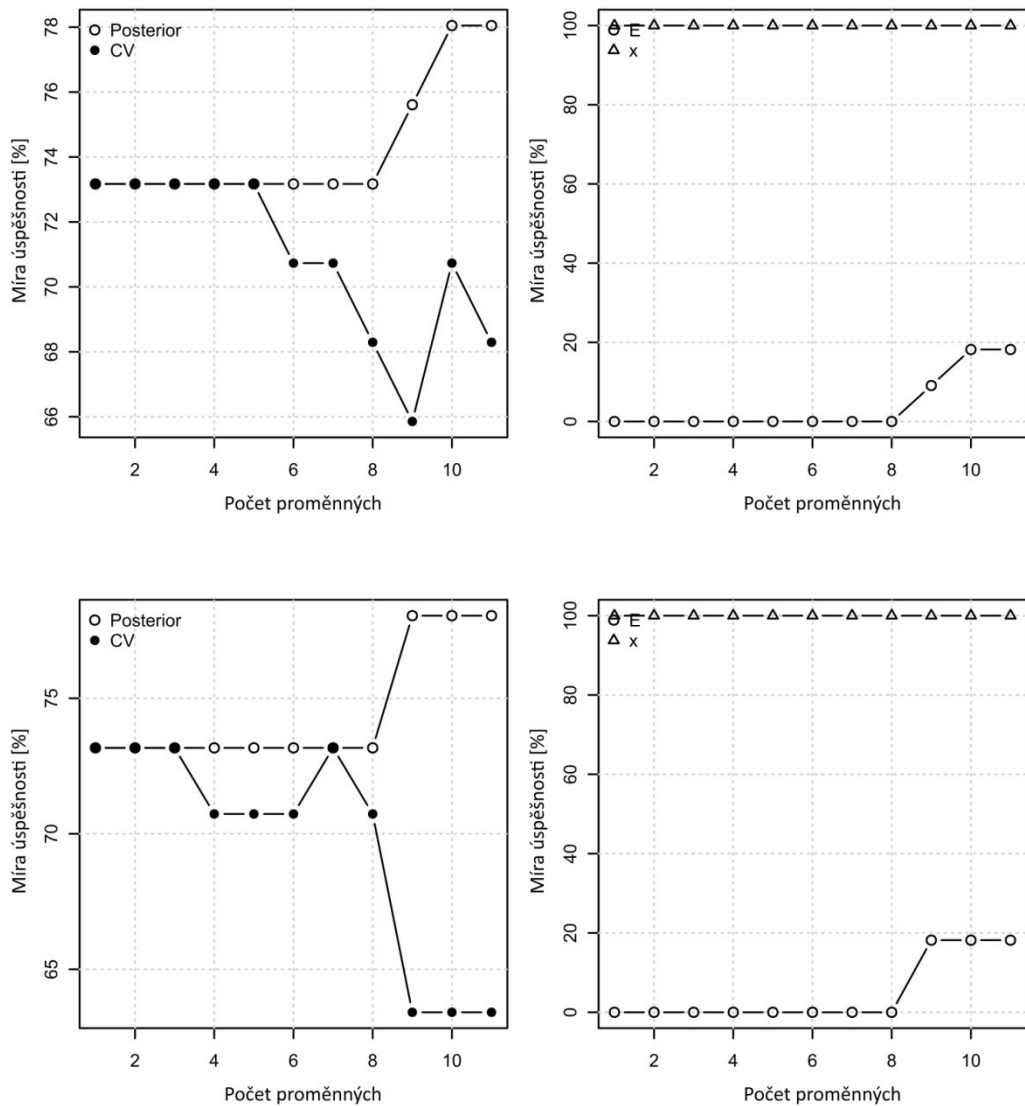 Posterior
CV
78
76
74
72
70
68
66
Míra úspěšnosti [%]
2 4 6 8 10
Počet proměnných
E
x
100
80
60
40
20
0
Míra úspěšnosti [%]
2 4 6 8 10
Počet proměnných
Posterior
CV
75
70
65
Míra úspěšnosti [%]
2 4 6 8 10
Počet proměnných
E
x
100
80
60
40
20
0
Míra úspěšnosti [%]
2 4 6 8 10
Počet proměnných